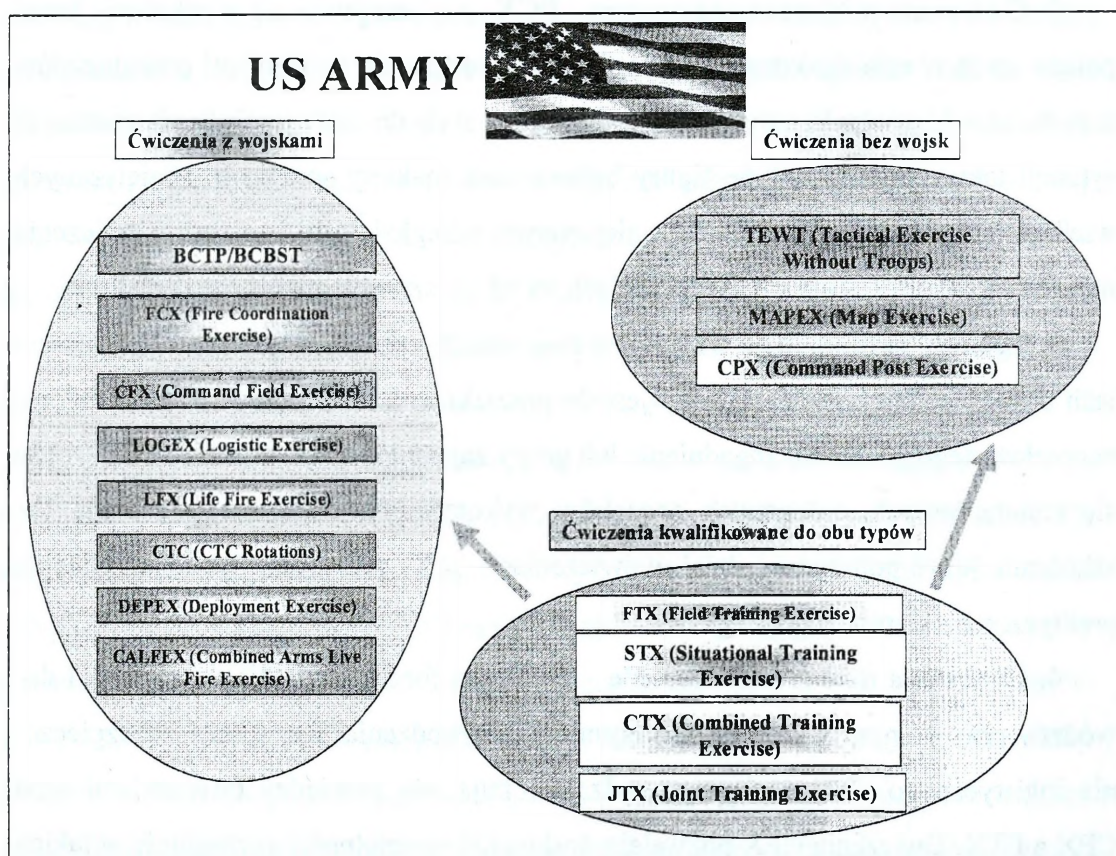 US ARMY
Ćwiczenia z wojskami
BCTP/BCBST
FCX (Fire Coordination
Exercise)
CFX (Command Field Exercise)
LOGEX (Logistic Exercise)
LFX (Life Fire Exercise)
CTC (CTC Rotations)
DEPEX (Deployment Exercise)
CALFEX (Combined Arms Live
Fire Exercise)
Ćwiczenia bez wojsk
TEWT (Tactical Exercise
Without Troops)
MAPEX (Map Exercise)
CPX (Command Post Exercise)
Ćwiczenia kwalifikowane do obu typów
FTX (Field Training Exercise)
STX (Situational Training
Exercise)
CTX (Combined Training
Exercise)
JTX (Joint Training Exercise)